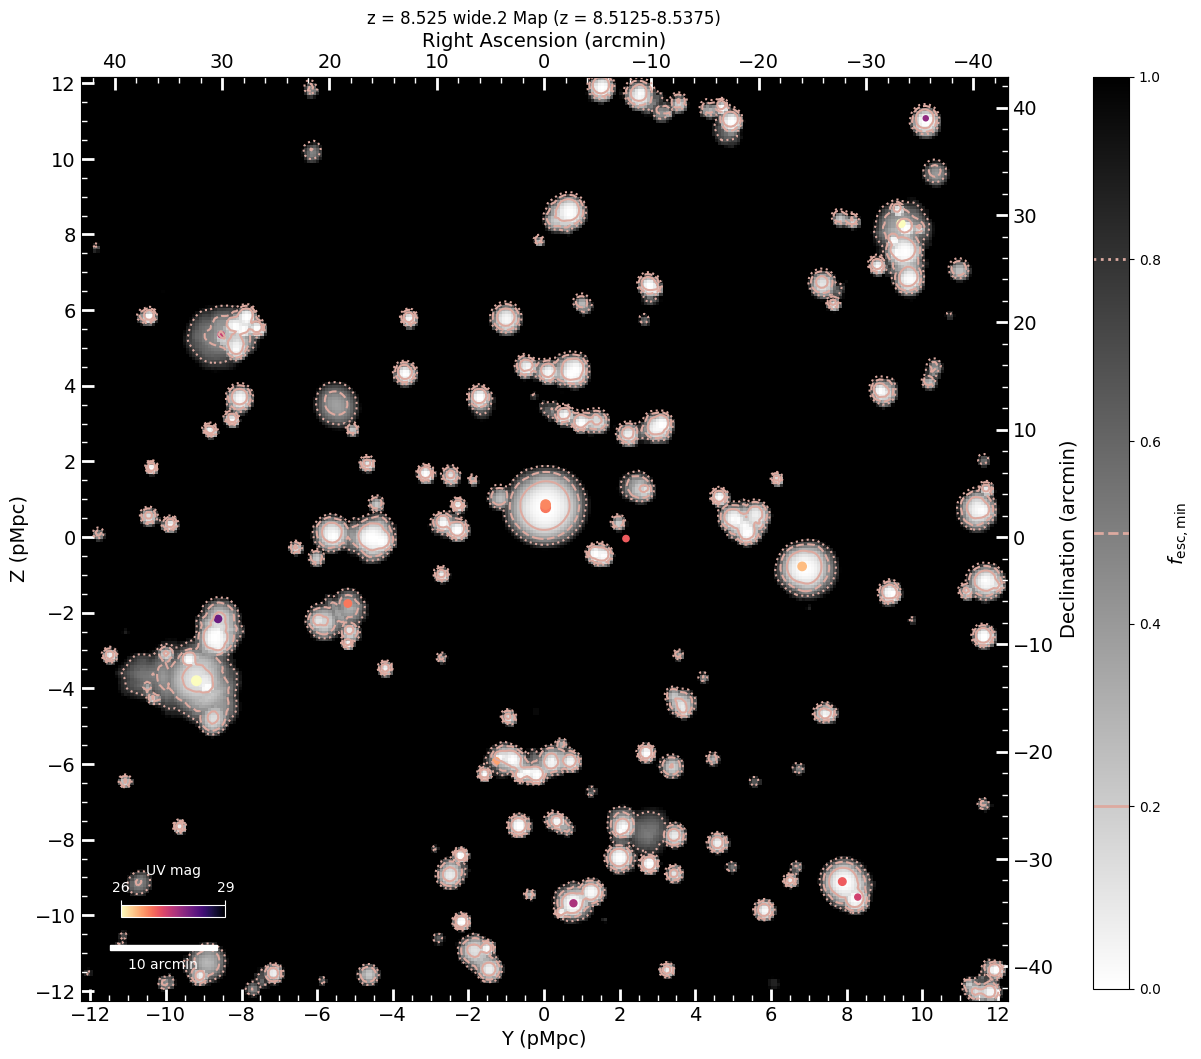 z = 8.525 wide.2 Map (z = 8.5125-8.5375)
Right Ascension (arcmin)
40 30 20 10 0 −10 −20 −30 −40
12
10
8
6
4
2
0
−2
−4
−6
−8
−10
−12
Z (pMpc)
40
30
20
10
0
−10
−20
−30
−40
Declination (arcmin)
1.0
0.8
0.6
0.4
0.2
0.0
fesc, min
UV mag
26 29
10 arcmin
−12 −10 −8 −6 −4 −2 0 2 4 6 8 10 12
Y (pMpc)